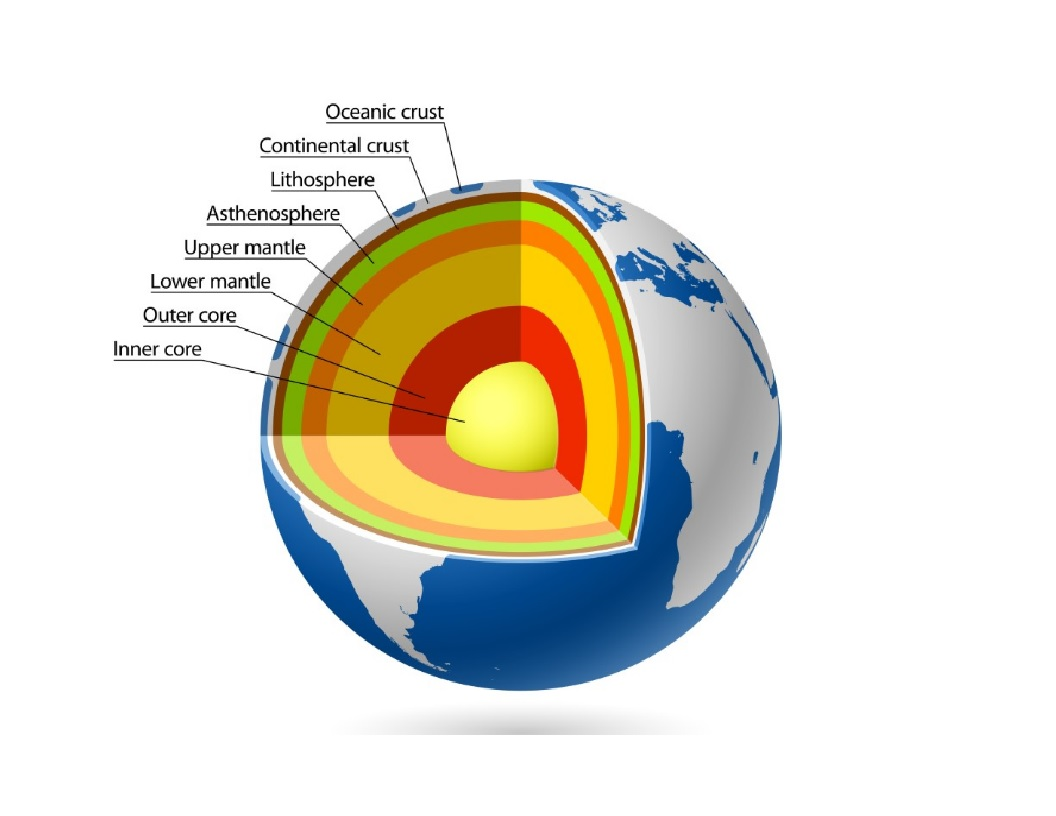 Oceanic crust
Continental crust
Lithosphere
Asthenosphere
Upper mantle
Lower mantle
Outer core
Inner core